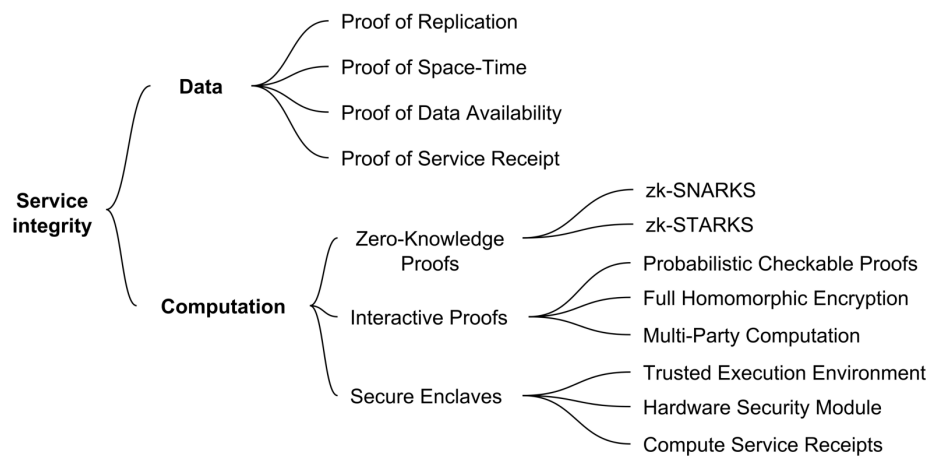 Proof of Replication
Proof of Space-Time
Data
Proof of Data Availability
Proof of Service Receipt
Service
integrity
zk-SNARKS
zk-STARKS
Zero-Knowledge
Proofs
Computation
Probabilistic Checkable Proofs
Full Homomorphic Encryption
Interactive Proofs
Multi-Party Computation
Trusted Execution Environment
Secure Enclaves
Hardware Security Module
Compute Service Receipts